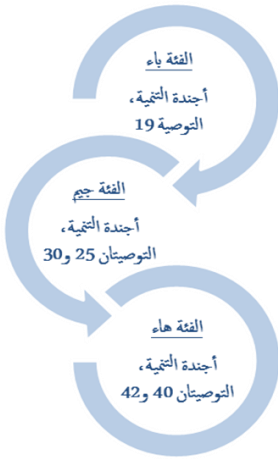 الفئة باء
أجندة التنمية،
التوصية 19
الفئة جيم
أجندة التنمية،
التوصيتان 25 و30
الفئة هاء
أجندة التنمية،
التوصيتان 40 و42